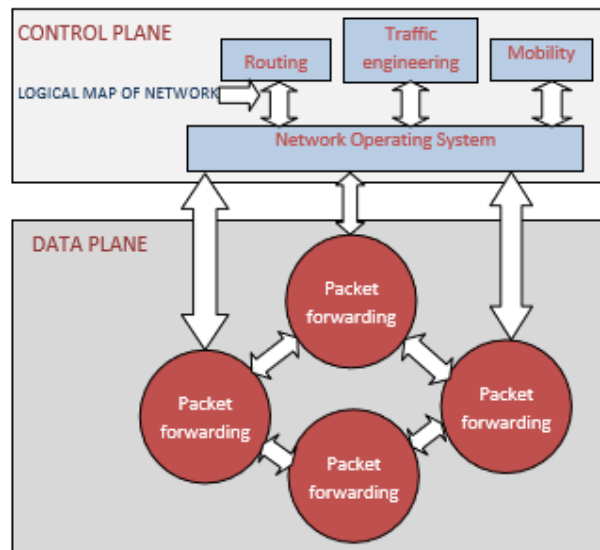 CONTROL PLANE
Routing
Traffic
engineering
Mobility
LOGICAL MAP OF NETWORK
Network Operating System
DATA PLANE
Packet
forwarding
Packet
forwarding
Packet
forwarding
Packet
forwarding